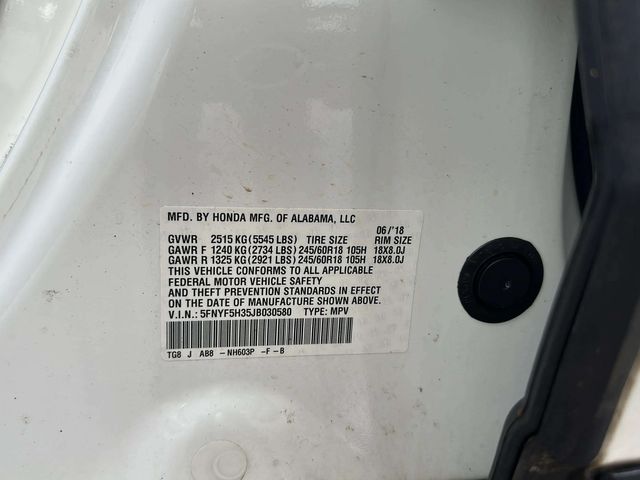 MFD. BY HONDA MFG. OF ALABAMA, LLC
06/'18
GVWR 2515 KG(5545 LBS) TIRE SIZE RIM SIZE
GAWR F 1240 KG(2734 LBS) 245/60R18 105H 18X8.0J
GAWR R 1325 KG(2921 LBS) 245/60R18 105H 18X8.0J
THIS VEHICLE CONFORMS TO ALL APPLICABLE
FEDERAL MOTOR VEHICLE SAFETY
AND THEFT PREVENTION STANDARDS IN EFFECT
ON THE DATE OF MANUFACTURE SHOWN ABOVE.
V.I.N.: 5FNYF5H35JB030580 TYPE: MPV
TG8 J A88 -NH603P -F-B